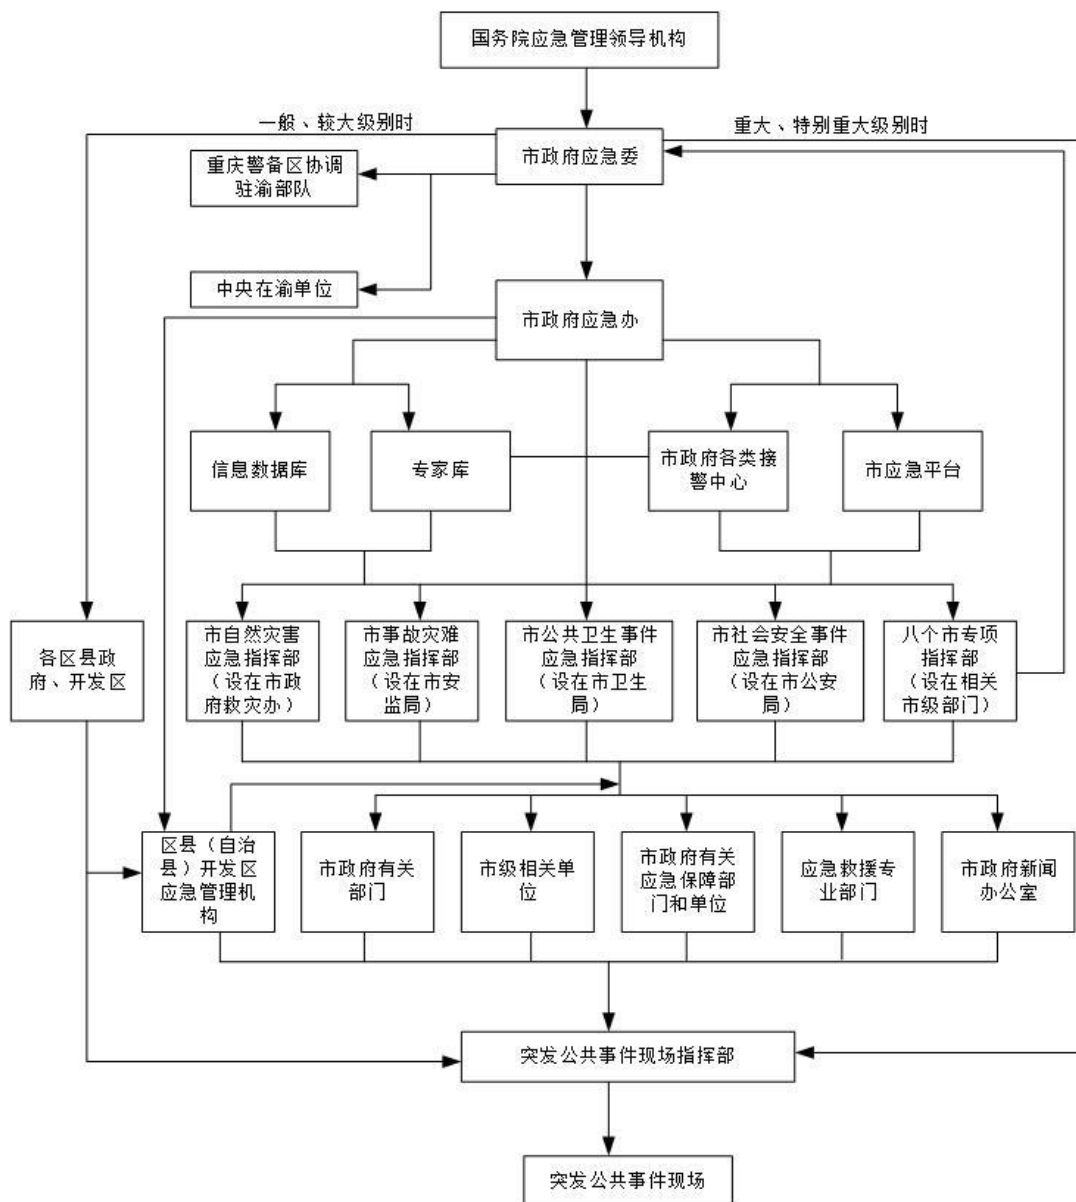 国务院应急管理领导机构
一般、较大级别时
重大、特别重大级别时
市政府应急委
重庆警备区协调
驻渝部队
中央在渝单位
市政府应急办
信息数据库
专家库
市政府各类接
警中心
市应急平台
各区县政
府、开发区
市自然灾害
应急指挥部
（设在市政
府救灾办）
市事故灾难
应急指挥部
（设在市安
监局）
市公共卫生事件
应急指挥部
（设在市卫生
局）
市社会安全事件
应急指挥部
（设在市公安
局）
八个市专项
指挥部
（设在相关
市级部门）
区县（自治
县）开发区
应急管理机
构
市政府有关
部门
市级相关单
位
市政府有关
应急保障部
门和单位
应急救援专
业部门
市政府新闻
办公室
突发公共事件现场指挥部
突发公共事件现场